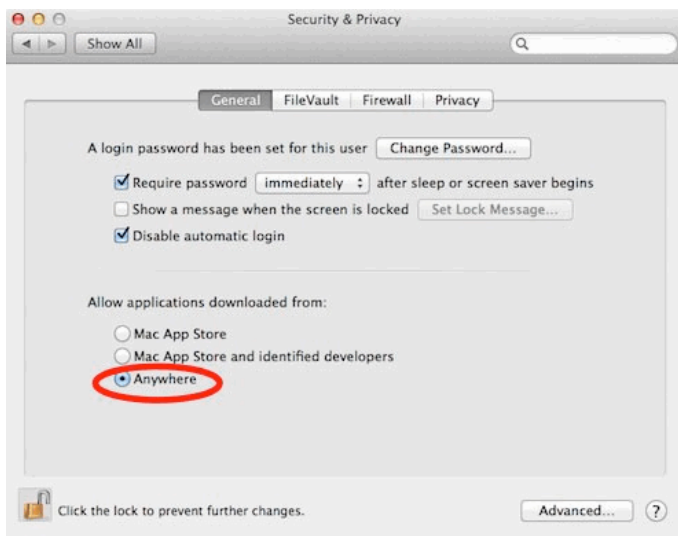 Security & Privacy
Show All
General FileVault Firewall Privacy
A login password has been set for this user Change Password...
Require password immediately after sleep or screen saver begins
Show a message when the screen is locked Set Lock Message...
Disable automatic login
Allow applications downloaded from:
Mac App Store
Mac App Store and identified developers
Anywhere
Click the lock to prevent further changes. Advanced... ?